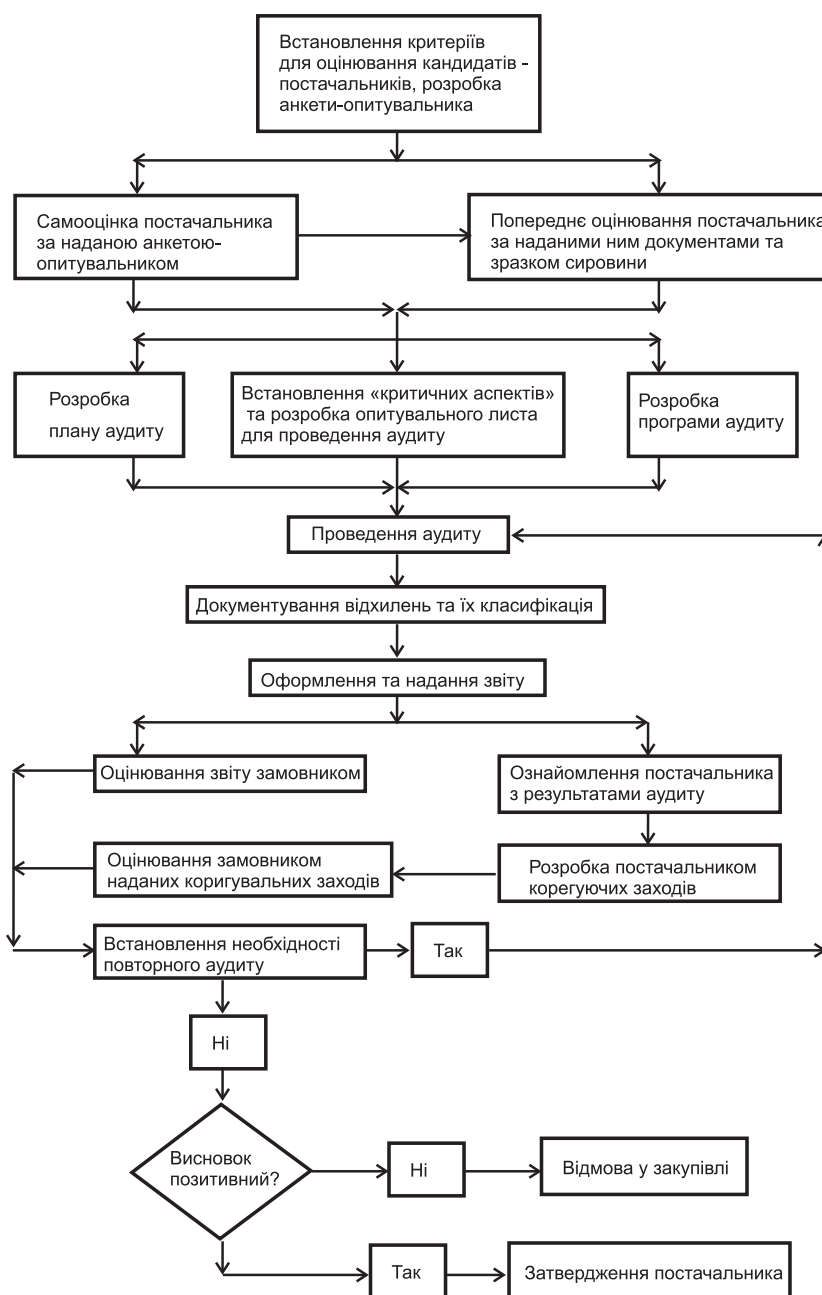 Встановлення критеріїв
для оцінювання кандидатів -
постачальників, розробка
анкети-опитувальника
Самооцінка постачальника
за наданою анкетою-
опитувальником
Попереднє оцінювання постачальника
за наданими ним документами та
зразком сировини
Розробка
плану аудиту
Встановлення «критичних аспектів»
та розробка опитувального листа
для проведення аудиту
Розробка
програми аудиту
Проведення аудиту
Документування відхилень та їх класифікація
Оформлення та надання звіту
Оцінювання звіту замовником
Ознайомлення постачальника
з результатами аудиту
Оцінювання замовником
наданих коригувальних заходів
Розробка постачальником
корегуючих заходів
Встановлення необхідності
повторного аудиту
Так
Ні
Висновок
позитивний?
Ні
Відмова у закупівлі
Так
Затвердження постачальника